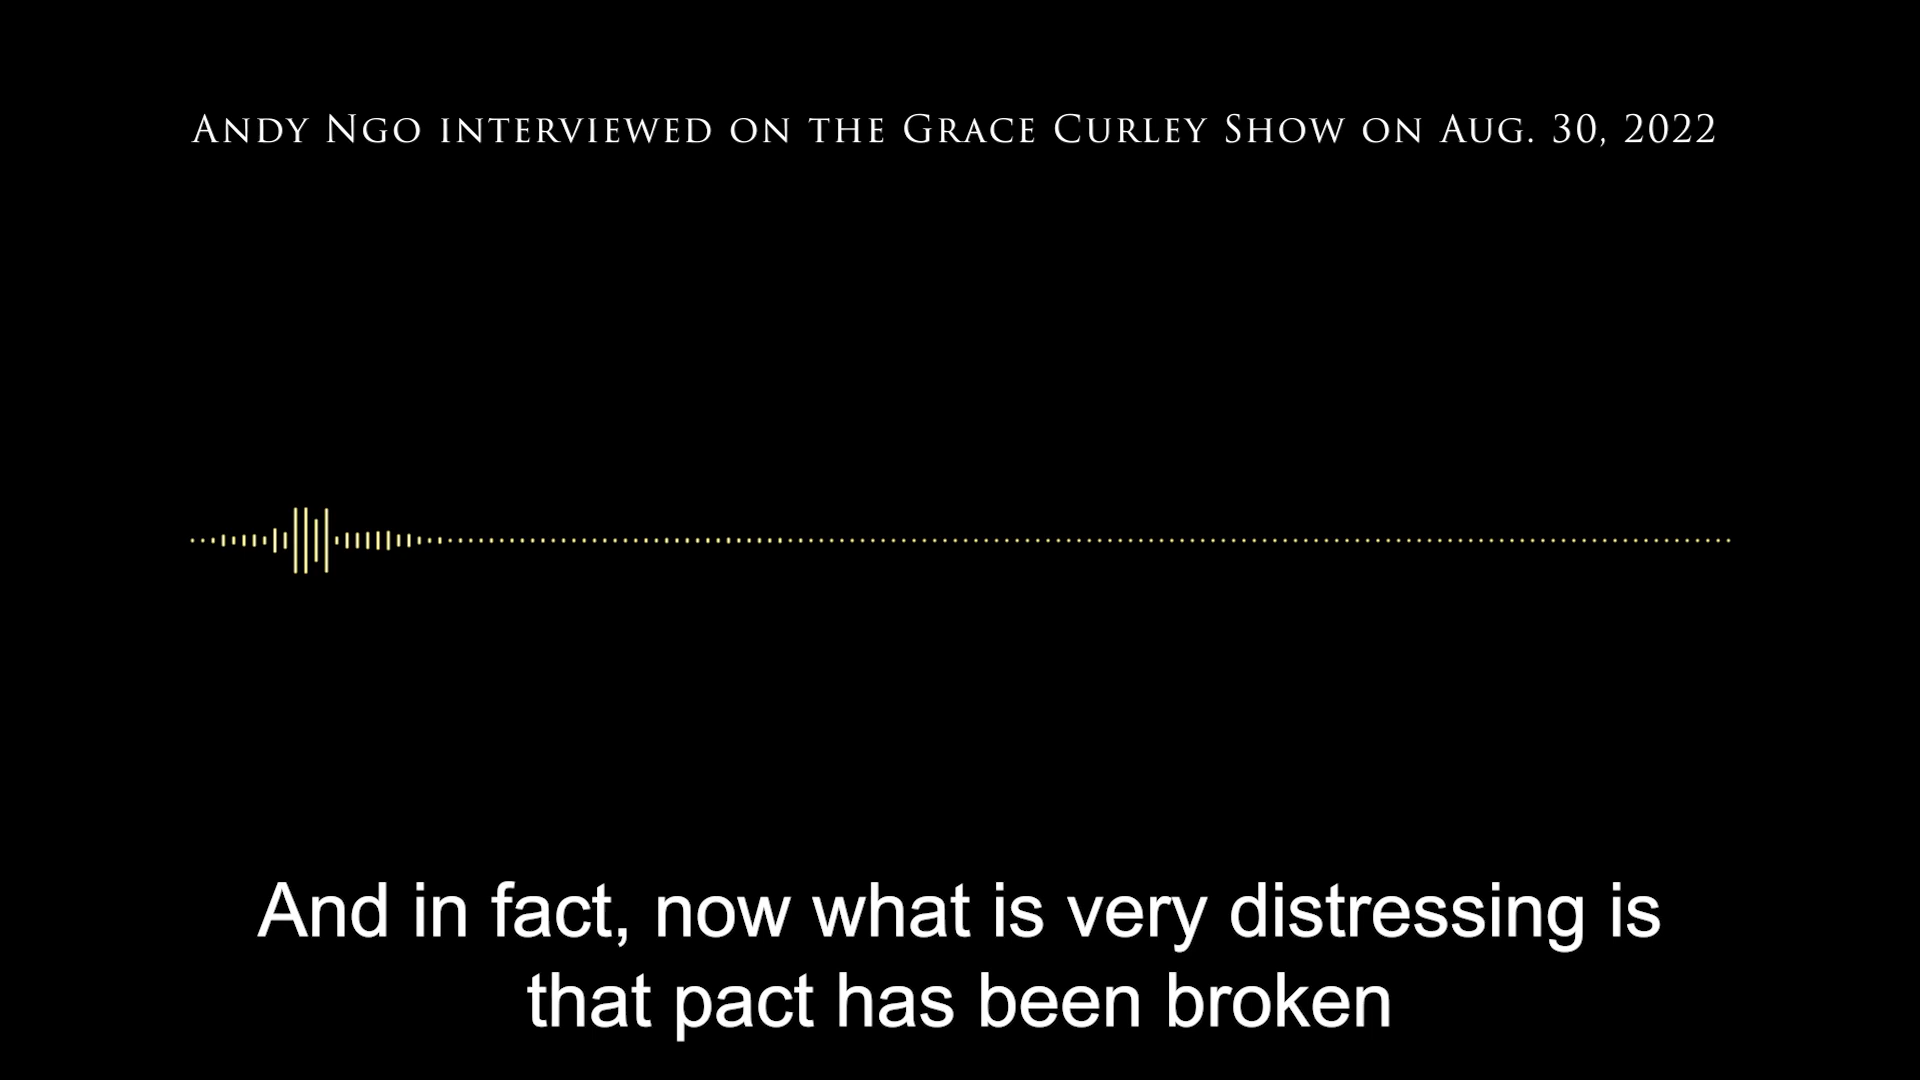 Andy Ngo interviewed on the Grace Curley Show on Aug. 30, 2022
And in fact, now what is very distressing is
that pact has been broken